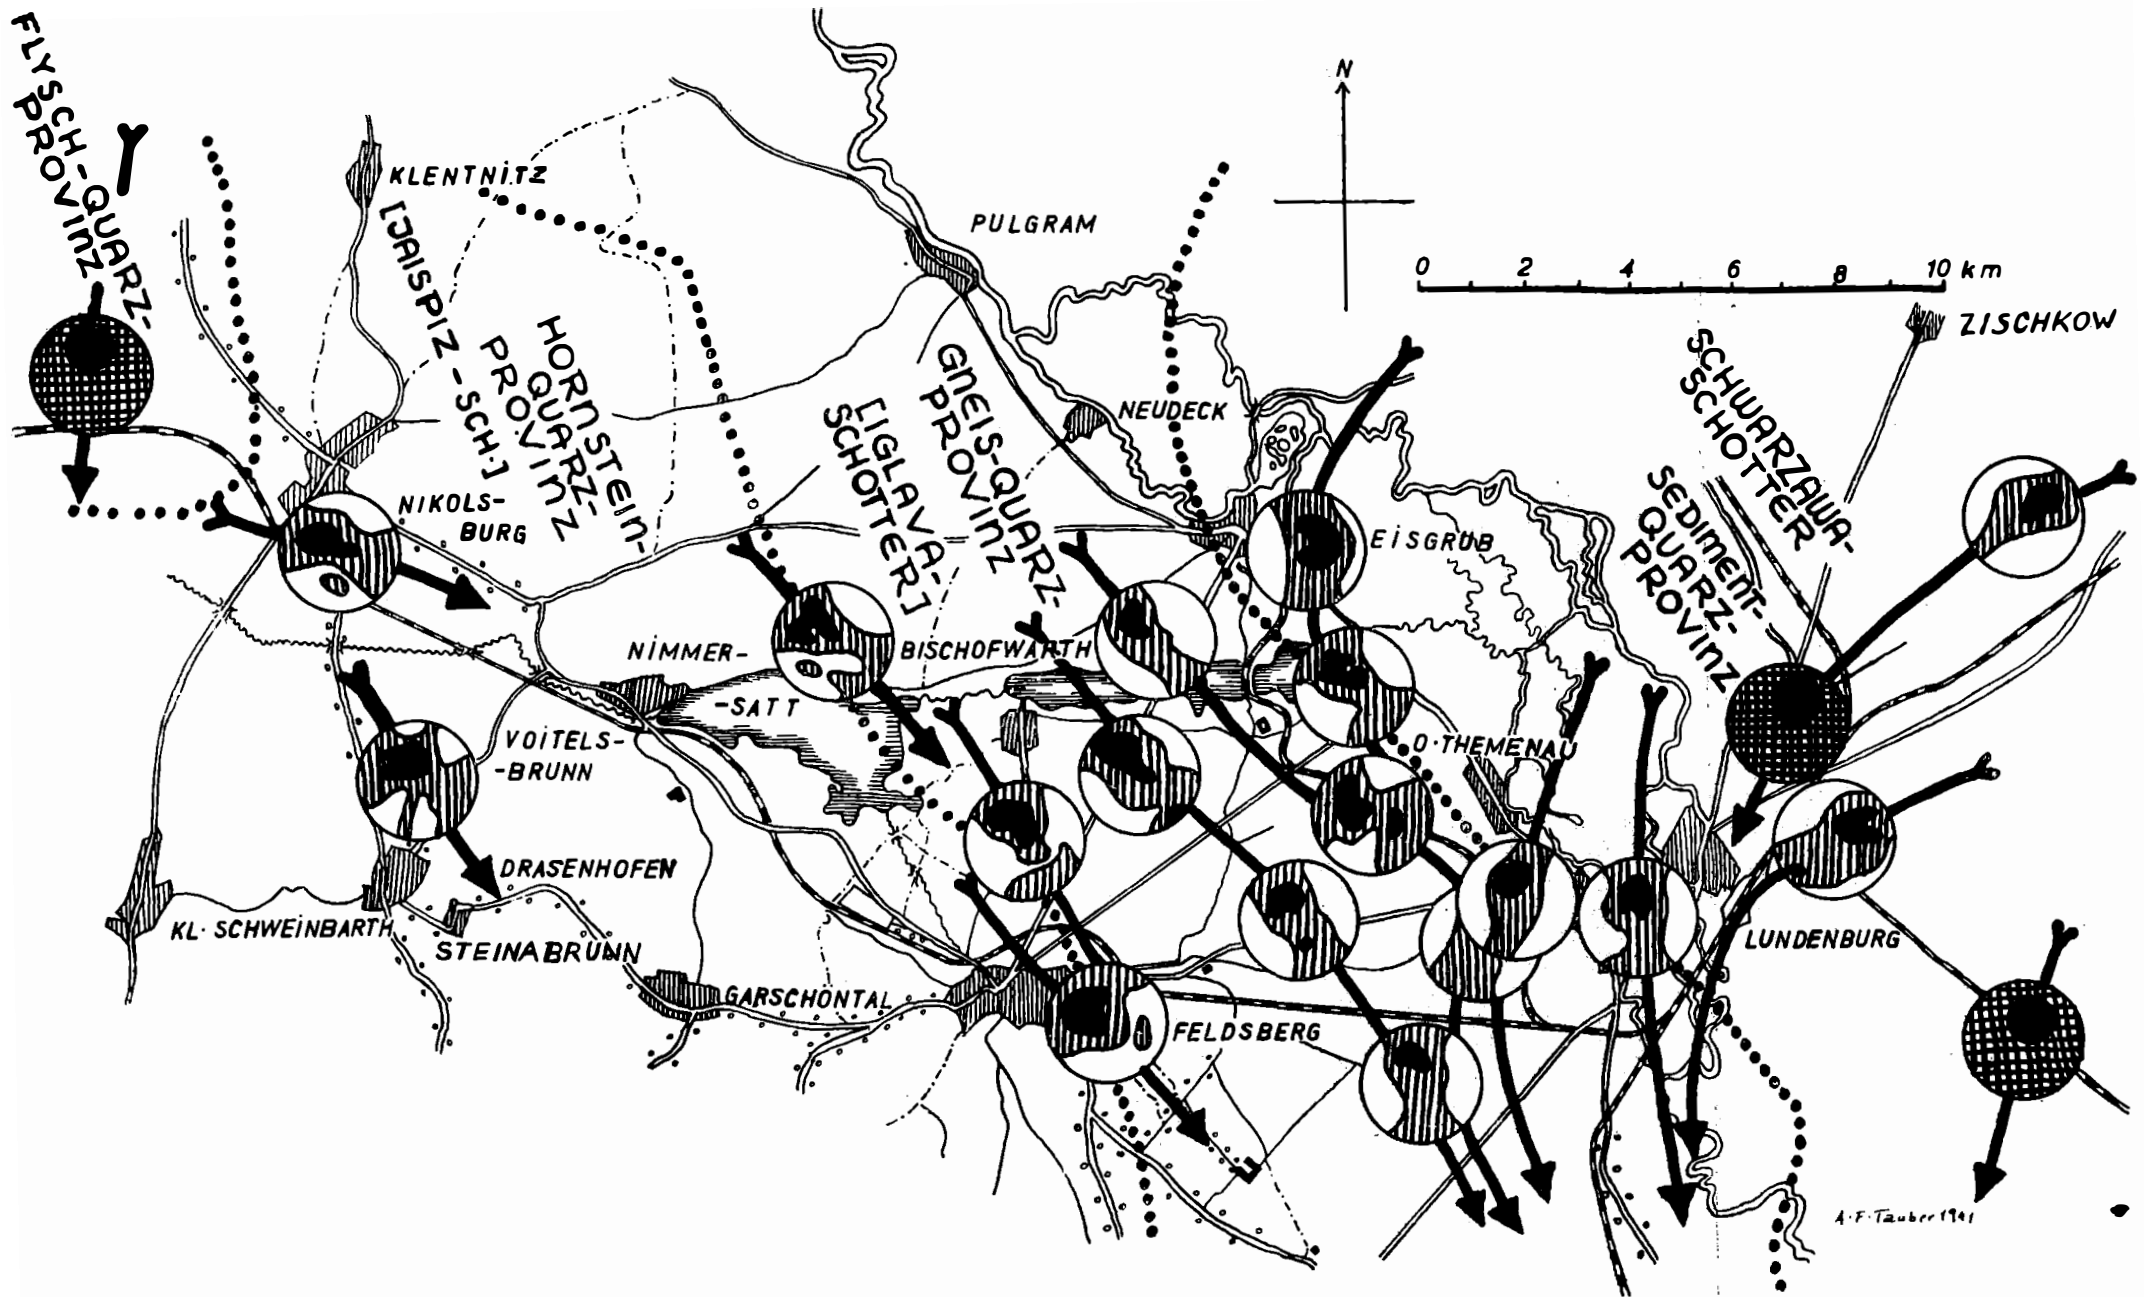 FLYSCH-QUARZ-
PROVINZ
KLENTNITZ
[JAISPIZ-SCH.]
HORNSTEIN-
QUARZ-
PROVINZ
PULGRAM
N
0 2 4 6 8 10 km
ZISCHKOW
NEUDECK
GNEIS-QUARZ-
PROVINZ
[IGLAVA-
SCHOTTER]
SCHWARZAWA-
SCHOTTER
SEDIMENT-
QUARZ-
PROVINZ
NIKOLS-
BURG
EISGRUB
NIMMER-
-SATT
BISCHOFWARTH
VOITELS-
-BRUNN
O·THEMENAU
DRASENHOFEN
KL· SCHWEINBARTH
STEINABRUNN
LUNDENBURG
GARSCHÖNTAL
FELDSBERG
A·F·Tauber 1941